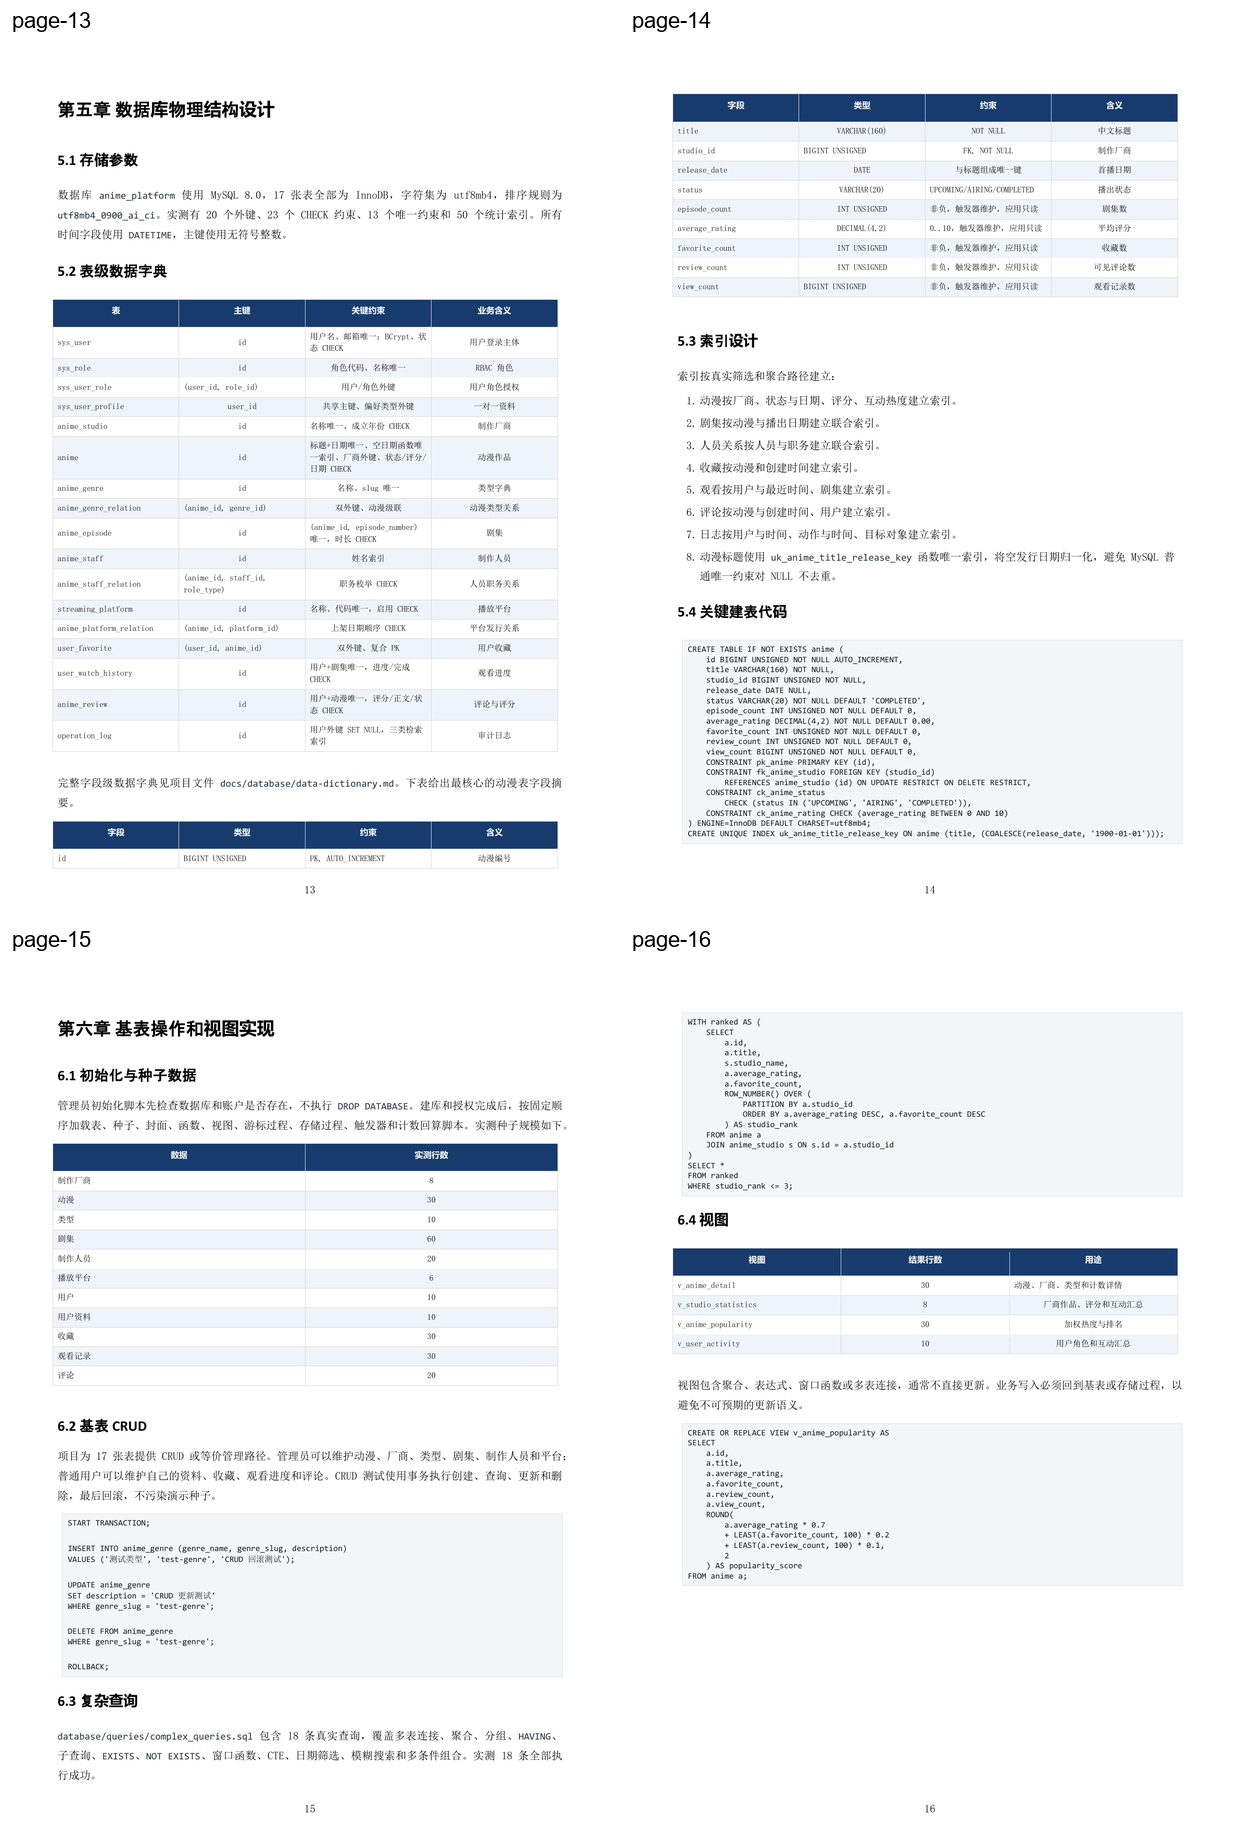 page-13
第五章 数据库物理结构设计
5.1 存储参数
数据库 anime_platform 使用 MySQL 8.0，17 张表全部为 InnoDB，字符集为 utf8mb4，排序规则为
utf8mb4_0900_ai_ci。实测有 20 个外键、23 个 CHECK 约束、13 个唯一约束和 50 个统计索引。所有
时间字段使用 DATETIME，主键使用无符号整数。
5.2 表级数据字典
表 主键 关键约束 业务含义
sys_user id 用户名、邮箱唯一；BCrypt、状 用户登录主体
态 CHECK
sys_role id 角色代码、名称唯一 RBAC 角色
sys_user_role (user_id, role_id) 用户/角色外键 用户角色授权
sys_user_profile user_id 共享主键、偏好类型外键 一对一资料
anime_studio id 名称唯一、成立年份 CHECK 制作厂商
anime id 标题+日期唯一、空日期函数唯 动漫作品
一索引、厂商外键、状态/评分/
日期 CHECK
anime_genre id 名称、slug 唯一 类型字典
anime_genre_relation (anime_id, genre_id) 双外键、动漫级联 动漫类型关系
anime_episode id (anime_id, episode_number) 剧集
唯一，时长 CHECK
anime_staff id 姓名索引 制作人员
anime_staff_relation (anime_id, staff_id, 职务枚举 CHECK 人员职务关系
role_type)
streaming_platform id 名称、代码唯一，启用 CHECK 播放平台
anime_platform_relation (anime_id, platform_id) 上架日期顺序 CHECK 平台发行关系
user_favorite (user_id, anime_id) 双外键、复合 PK 用户收藏
user_watch_history id 用户+剧集唯一，进度/完成 观看进度
CHECK
anime_review id 用户+动漫唯一，评分/正文/状 评论与评分
态 CHECK
operation_log id 用户外键 SET NULL，三类检索 审计日志
索引
完整字段级数据字典见项目文件 docs/database/data-dictionary.md。下表给出最核心的动漫表字段摘
要。
字段 类型 约束 含义
id BIGINT UNSIGNED PK, AUTO_INCREMENT 动漫编号
13
page-14
字段 类型 约束 含义
title VARCHAR(160) NOT NULL 中文标题
studio_id BIGINT UNSIGNED FK, NOT NULL 制作厂商
release_date DATE 与标题组成唯一键 首播日期
status VARCHAR(20) UPCOMING/AIRING/COMPLETED 播出状态
episode_count INT UNSIGNED 非负，触发器维护，应用只读 剧集数
average_rating DECIMAL(4,2) 0..10，触发器维护，应用只读 平均评分
favorite_count INT UNSIGNED 非负，触发器维护，应用只读 收藏数
review_count INT UNSIGNED 非负，触发器维护，应用只读 可见评论数
view_count BIGINT UNSIGNED 非负，触发器维护，应用只读 观看记录数
5.3 索引设计
索引按真实筛选和聚合路径建立：
1. 动漫按厂商、状态与日期、评分、互动热度建立索引。
2. 剧集按动漫与播出日期建立联合索引。
3. 人员关系按人员与职务建立联合索引。
4. 收藏按动漫和创建时间建立索引。
5. 观看按用户与最近时间、剧集建立索引。
6. 评论按动漫与创建时间、用户建立索引。
7. 日志按用户与时间、动作与时间、目标对象建立索引。
8. 动漫标题使用 uk_anime_title_release_key 函数唯一索引，将空发行日期归一化，避免 MySQL 普
通唯一约束对 NULL 不去重。
5.4 关键建表代码
CREATE TABLE IF NOT EXISTS anime (
id BIGINT UNSIGNED NOT NULL AUTO_INCREMENT,
title VARCHAR(160) NOT NULL,
studio_id BIGINT UNSIGNED NOT NULL,
release_date DATE NULL,
status VARCHAR(20) NOT NULL DEFAULT 'COMPLETED',
episode_count INT UNSIGNED NOT NULL DEFAULT 0,
average_rating DECIMAL(4,2) NOT NULL DEFAULT 0.00,
favorite_count INT UNSIGNED NOT NULL DEFAULT 0,
review_count INT UNSIGNED NOT NULL DEFAULT 0,
view_count BIGINT UNSIGNED NOT NULL DEFAULT 0,
CONSTRAINT pk_anime PRIMARY KEY (id),
CONSTRAINT fk_anime_studio FOREIGN KEY (studio_id)
REFERENCES anime_studio (id) ON UPDATE RESTRICT ON DELETE RESTRICT,
CONSTRAINT ck_anime_status
CHECK (status IN ('UPCOMING', 'AIRING', 'COMPLETED')),
CONSTRAINT ck_anime_rating CHECK (average_rating BETWEEN 0 AND 10)
) ENGINE=InnoDB DEFAULT CHARSET=utf8mb4;
CREATE UNIQUE INDEX uk_anime_title_release_key ON anime (title, (COALESCE(release_date, '1900-01-01')));
14
page-15
第六章 基表操作和视图实现
6.1 初始化与种子数据
管理员初始化脚本先检查数据库和账户是否存在，不执行 DROP DATABASE。建库和授权完成后，按固定顺
序加载表、种子、封面、函数、视图、游标过程、存储过程、触发器和计数回算脚本。实测种子规模如下。
数据 实测行数
制作厂商 8
动漫 30
类型 10
剧集 60
制作人员 20
播放平台 6
用户 10
用户资料 10
收藏 30
观看记录 30
评论 20
6.2 基表 CRUD
项目为 17 张表提供 CRUD 或等价管理路径。管理员可以维护动漫、厂商、类型、剧集、制作人员和平台；
普通用户可以维护自己的资料、收藏、观看进度和评论。CRUD 测试使用事务执行创建、查询、更新和删
除，最后回滚，不污染演示种子。
START TRANSACTION;
INSERT INTO anime_genre (genre_name, genre_slug, description)
VALUES ('测试类型', 'test-genre', 'CRUD 回滚测试');
UPDATE anime_genre
SET description = 'CRUD 更新测试'
WHERE genre_slug = 'test-genre';
DELETE FROM anime_genre
WHERE genre_slug = 'test-genre';
ROLLBACK;
6.3 复杂查询
database/queries/complex_queries.sql 包含 18 条真实查询，覆盖多表连接、聚合、分组、HAVING、
子查询、EXISTS、NOT EXISTS、窗口函数、CTE、日期筛选、模糊搜索和多条件组合。实测 18 条全部执
行成功。
15
page-16
WITH ranked AS (
SELECT
a.id,
a.title,
s.studio_name,
a.average_rating,
a.favorite_count,
ROW_NUMBER() OVER (
PARTITION BY a.studio_id
ORDER BY a.average_rating DESC, a.favorite_count DESC
) AS studio_rank
FROM anime a
JOIN anime_studio s ON s.id = a.studio_id
)
SELECT *
FROM ranked
WHERE studio_rank <= 3;
6.4 视图
视图 结果行数 用途
v_anime_detail 30 动漫、厂商、类型和计数详情
v_studio_statistics 8 厂商作品、评分和互动汇总
v_anime_popularity 30 加权热度与排名
v_user_activity 10 用户角色和互动汇总
视图包含聚合、表达式、窗口函数或多表连接，通常不直接更新。业务写入必须回到基表或存储过程，以
避免不可预期的更新语义。
CREATE OR REPLACE VIEW v_anime_popularity AS
SELECT
a.id,
a.title,
a.average_rating,
a.favorite_count,
a.review_count,
a.view_count,
ROUND(
a.average_rating * 0.7
+ LEAST(a.favorite_count, 100) * 0.2
+ LEAST(a.review_count, 100) * 0.1,
2
) AS popularity_score
FROM anime a;
16